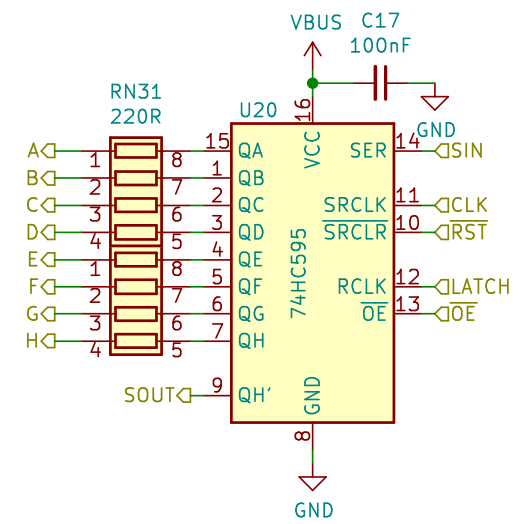 VBUS
C17
100nF
GND
RN31
220R
U20
16
VCC
A 1 8 15 QA
B 2 7 1 QB
C 3 6 2 QC
D 4 5 3 QD
E 1 8 4 QE
F 2 7 5 QF
G 3 6 6 QG
H 4 5 7 QH
SOUT 9 QH'
74HC595
SER 14 SIN
SRCLK 11 CLK
SRCLR 10 RST
RCLK 12 LATCH
OE 13 OE
GND
8
GND